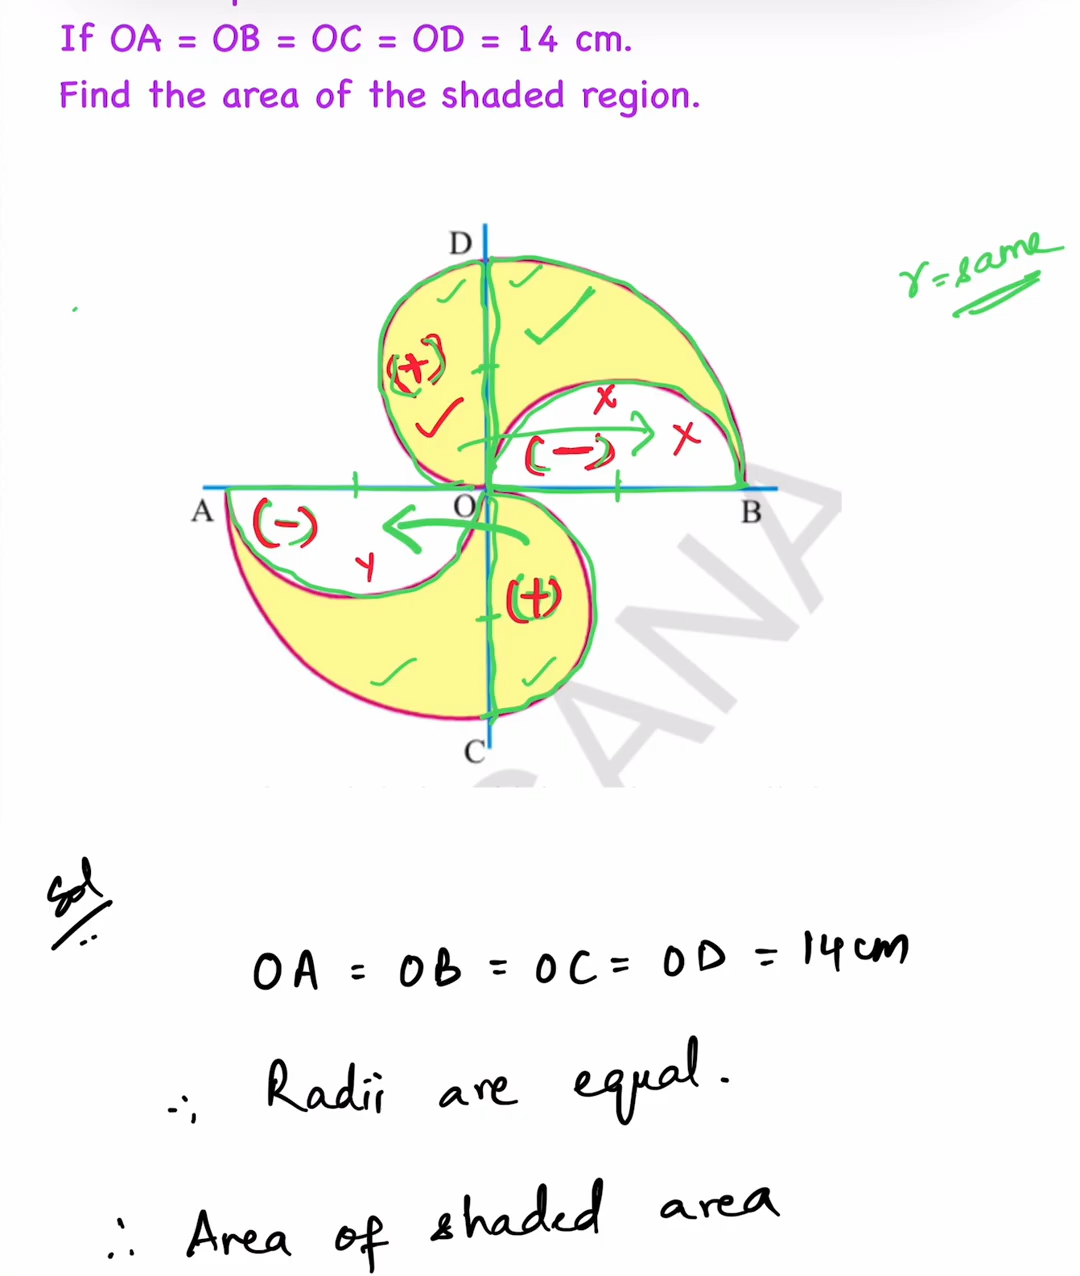 If OA = OB = OC = OD = 14 cm.
Find the area of the shaded region.
r = same
D
(+)
x
x
(-)
A
O
B
(-)
y
(+)
C
SANA
Sol
OA = OB = OC = OD = 14 cm
∴ Radii are equal.
∴ Area of shaded area